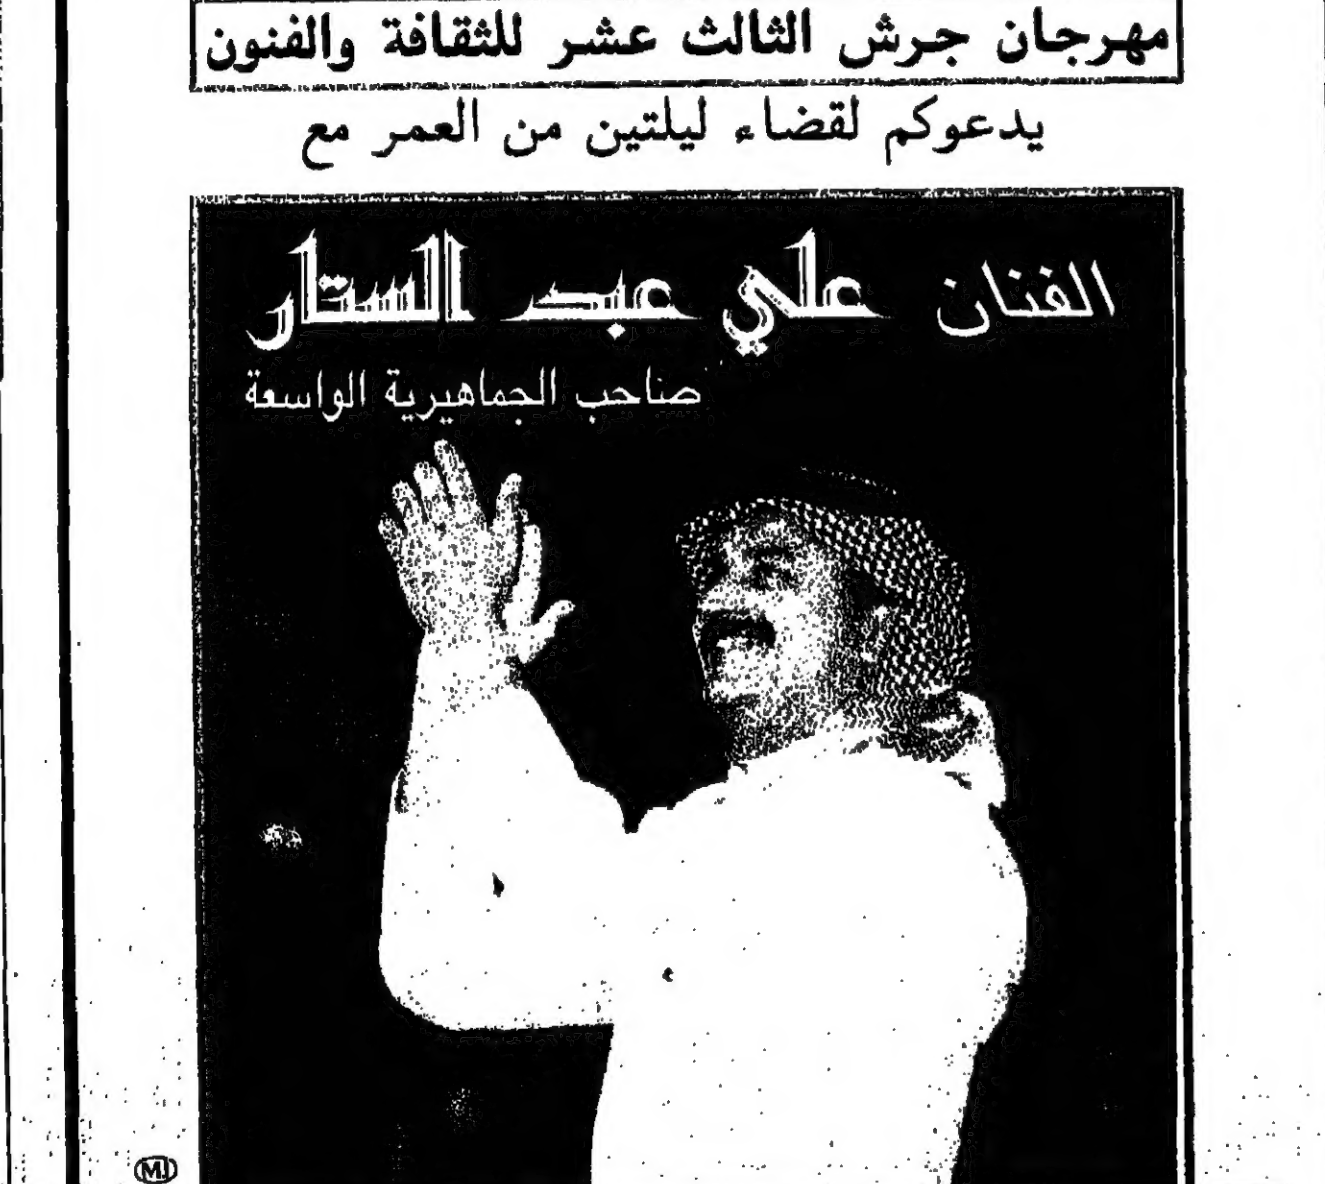 مهرجان جرش الثالث عشر للثقافة والفنون
يدعوكم لقضاء ليلتين من العمر مع
الفنان علي عبد الستار
صاحب الجماهيرية الواسعة
M.J